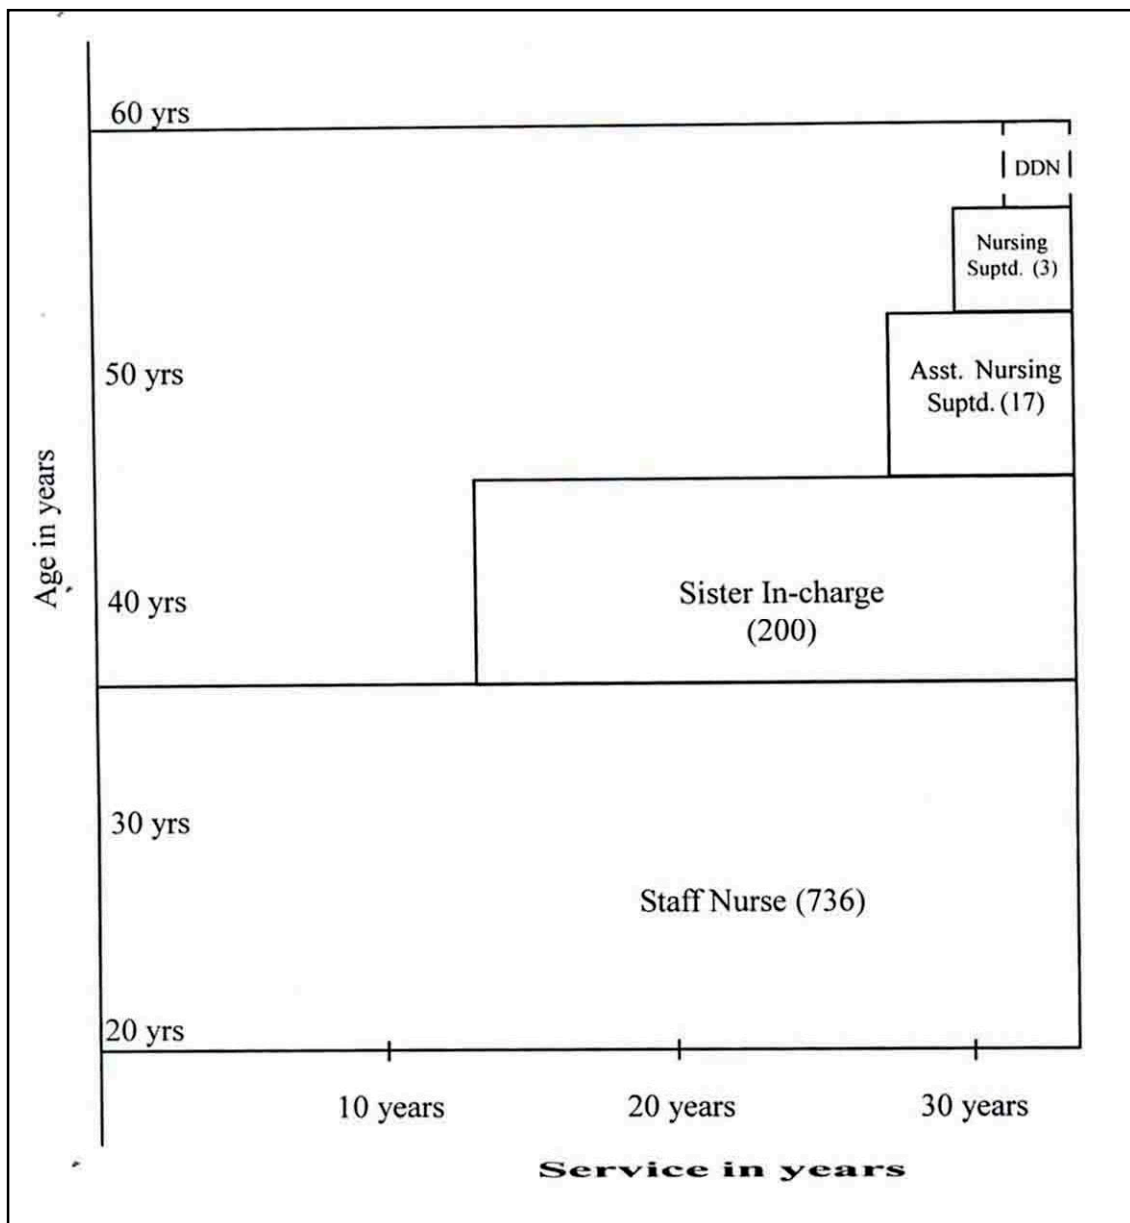 60 yrs
DDN
Nursing
Suptd. (3)
50 yrs
Asst. Nursing
Suptd. (17)
Age in years
40 yrs
Sister In-charge
(200)
30 yrs
Staff Nurse (736)
20 yrs
10 years
20 years
30 years
Service in years